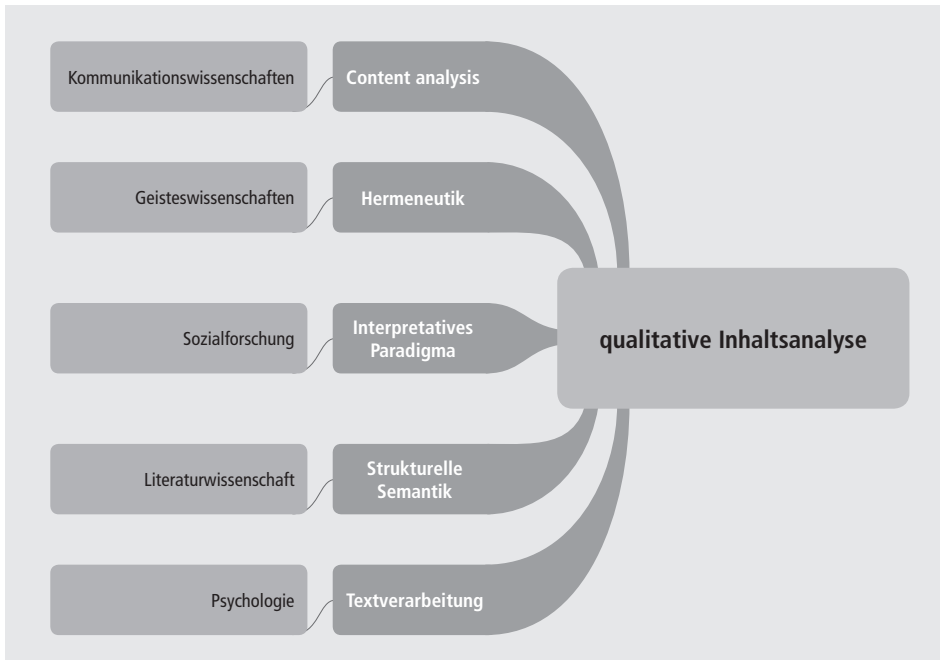 Kommunikationswissenschaften
Content analysis
Geisteswissenschaften
Hermeneutik
Sozialforschung
Interpretatives
Paradigma
qualitative Inhaltsanalyse
Literaturwissenschaft
Strukturelle
Semantik
Psychologie
Textverarbeitung